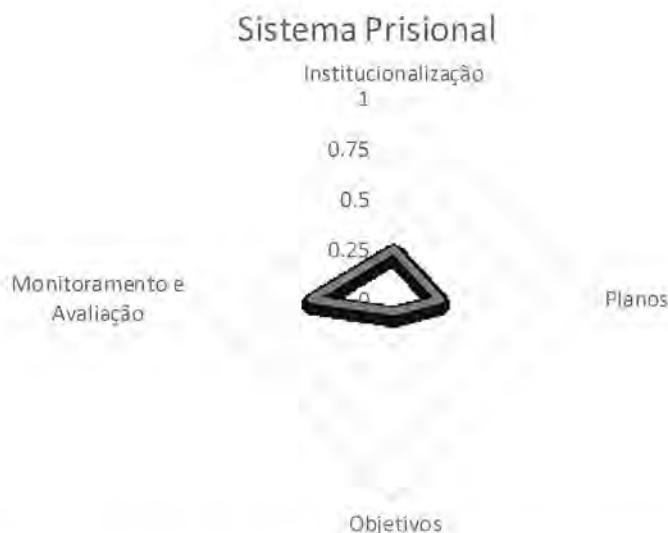 Sistema Prisional
Institucionalização
1
0.75
0.5
0.25
0
Monitoramento e
Avaliação
Planos
Objetivos